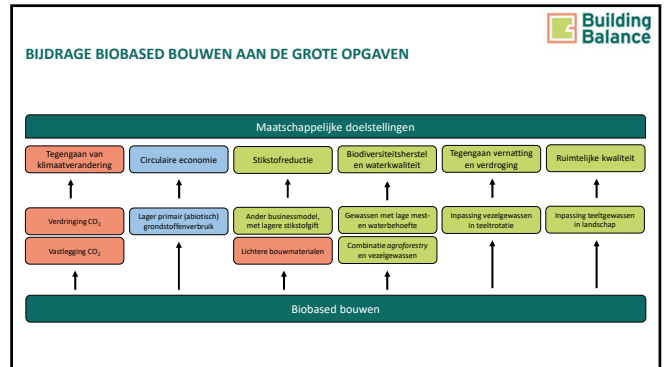 Building
Balance
BIJDRAGE BIOBASED BOUWEN AAN DE GROTE OPGAVEN
Maatschappelijke doelstellingen
Tegengaan van
klimaatverandering
Circulaire economie
Stikstofreductie
Biodiversiteitsherstel
en waterkwaliteit
Tegengaan vernatting
en verdroging
Ruimtelijke kwaliteit
Verdringing CO₂
Lager primair (abiotisch)
grondstoffenverbruik
Ander businessmodel,
met lagere stikstofgift
Gewassen met lage mest-
en waterbehoefte
Inpassing vezelgewassen
in teeltrotatie
Inpassing teeltgewassen
in landschap
Vastlegging CO₂
Lichtere bouwmaterialen
Combinatie agroforestry
en vezelgewassen
Biobased bouwen